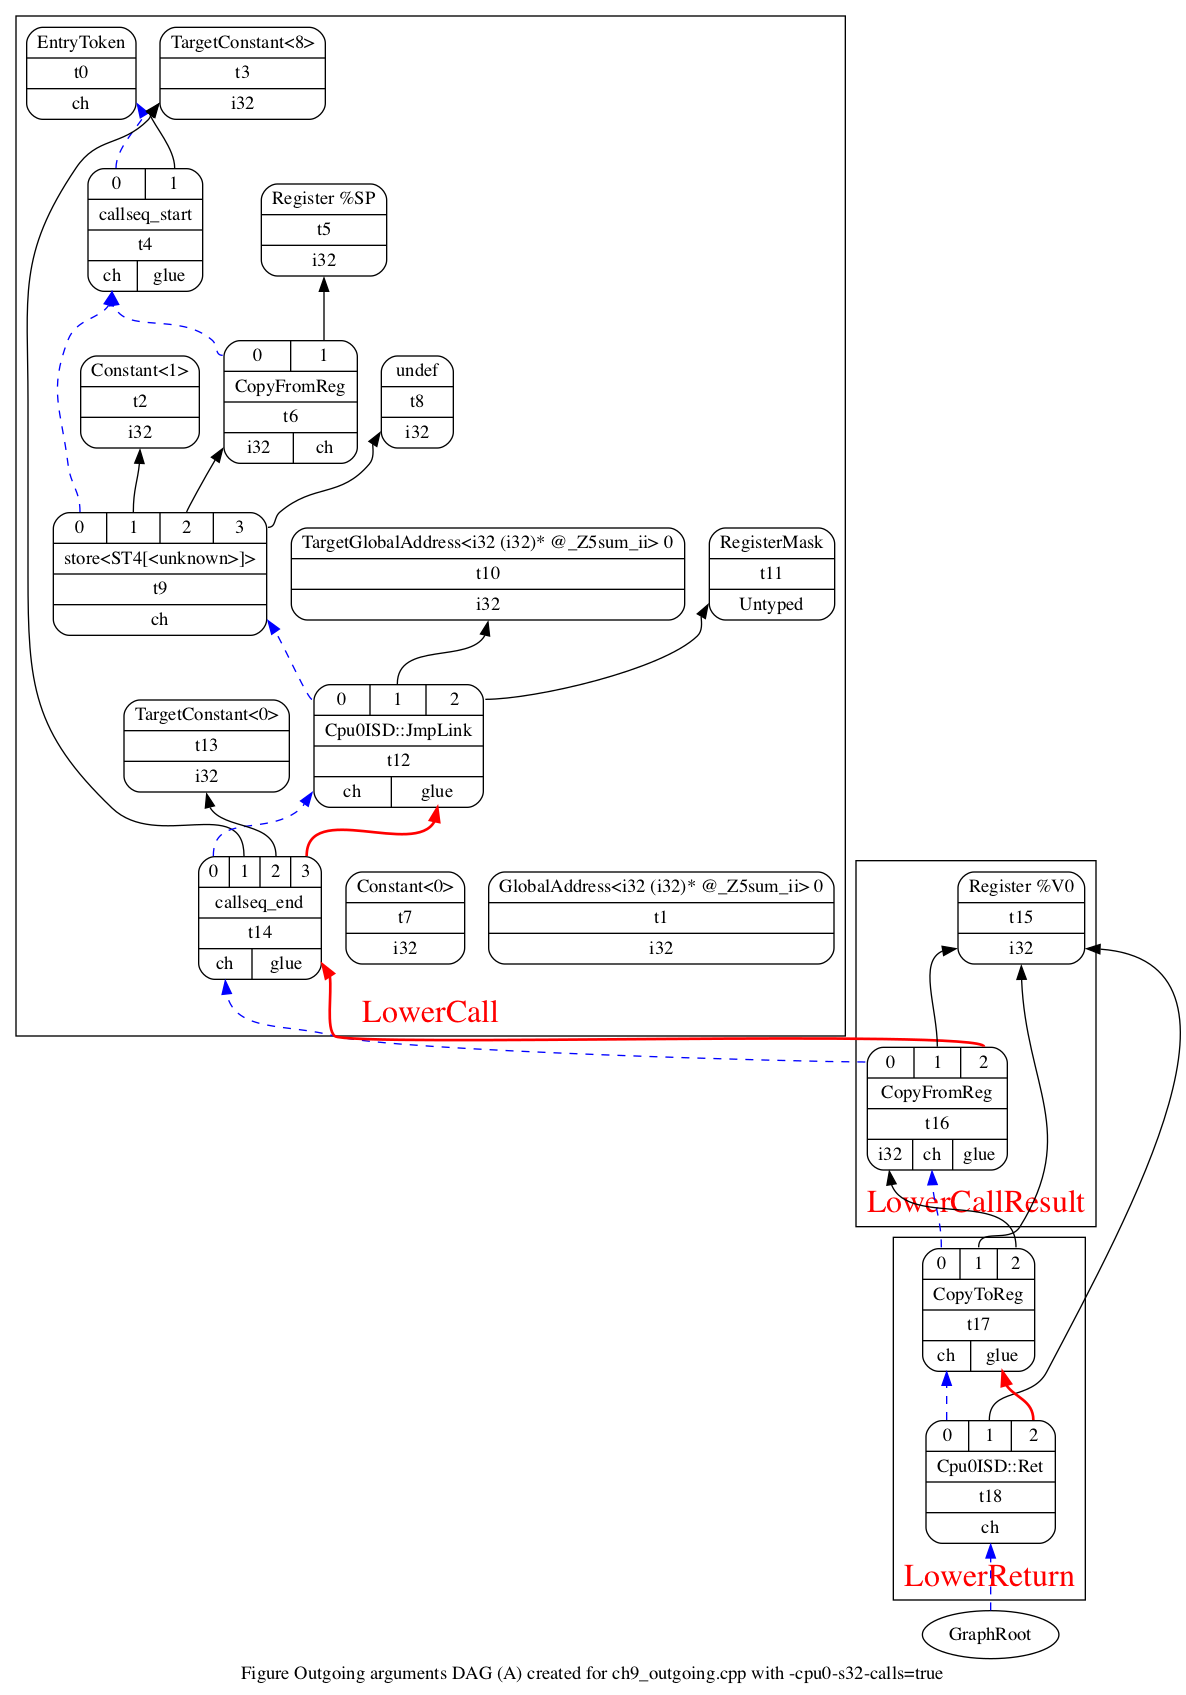 EntryToken
t0
ch
TargetConstant<8>
t3
i32
0 1
callseq_start
t4
ch glue
Register %SP
t5
i32
Constant<1>
t2
i32
0 1
CopyFromReg
t6
i32 ch
undef
t8
i32
0 1 2 3
store<ST4[<unknown>]>
t9
ch
TargetGlobalAddress<i32 (i32)* @_Z5sum_ii> 0
t10
i32
RegisterMask
t11
Untyped
TargetConstant<0>
t13
i32
0 1 2
Cpu0ISD::JmpLink
t12
ch glue
0 1 2 3
callseq_end
t14
ch glue
Constant<0>
t7
i32
GlobalAddress<i32 (i32)* @_Z5sum_ii> 0
t1
i32
LowerCall
Register %V0
t15
i32
0 1 2
CopyFromReg
t16
i32 ch glue
LowerCallResult
0 1 2
CopyToReg
t17
ch glue
0 1 2
Cpu0ISD::Ret
t18
ch
LowerReturn
GraphRoot
Figure Outgoing arguments DAG (A) created for ch9_outgoing.cpp with -cpu0-s32-calls=true